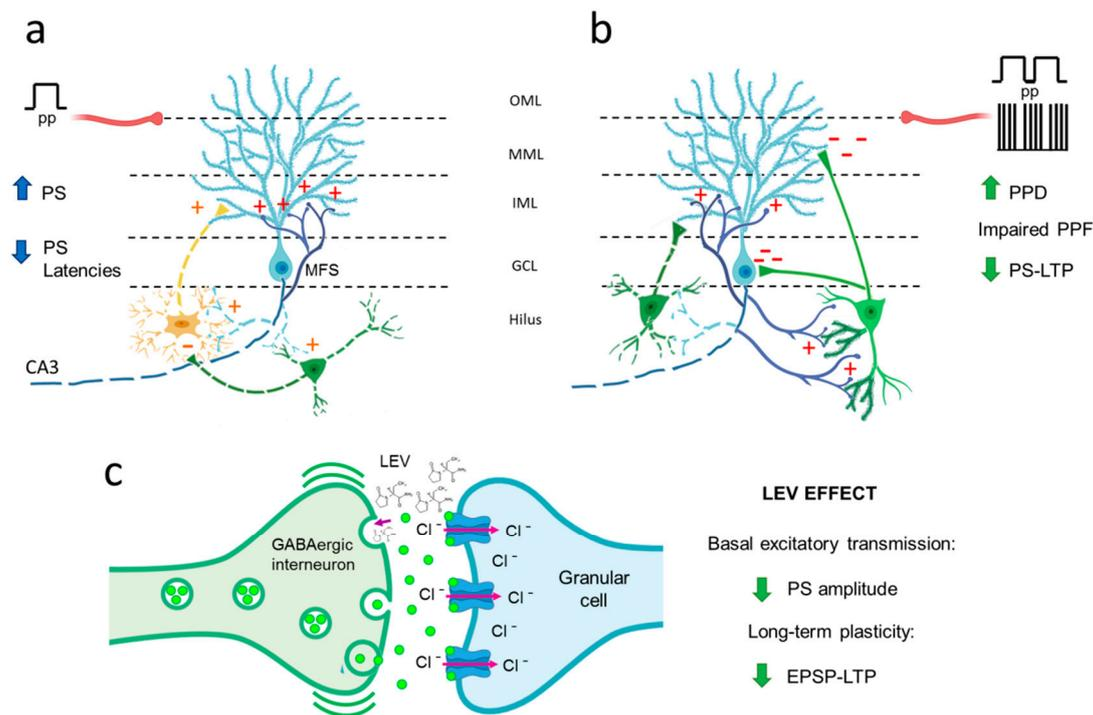 a
pp
PS
PS
Latencies
CA3
MFS
OML
MML
IML
GCL
Hilus
b
pp
PPD
Impaired PPF
PS-LTP
c
LEV
GABAergic
interneuron
Cl⁻
Cl⁻
Cl⁻
Cl⁻
Cl⁻
Cl⁻
Cl⁻
Cl⁻
Granular
cell
LEV EFFECT
Basal excitatory transmission:
PS amplitude
Long-term plasticity:
EPSP-LTP